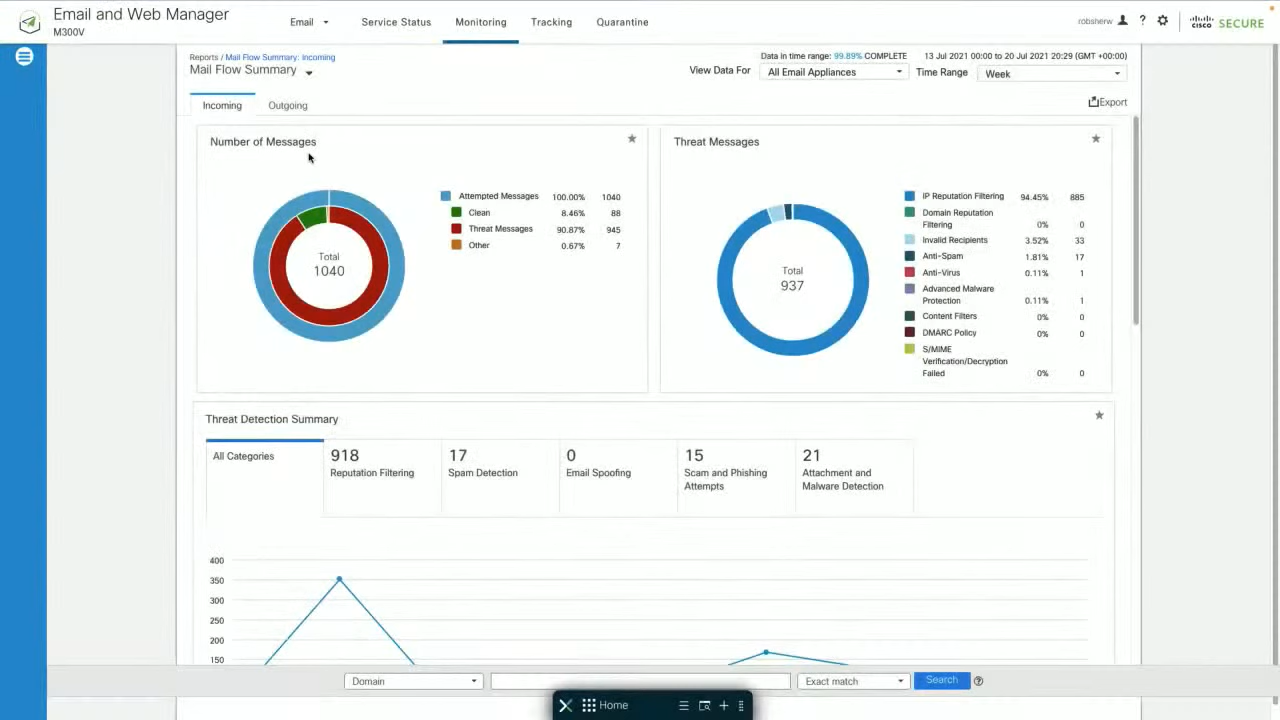 Email and Web Manager
M300V
Email
Service Status
Monitoring
Tracking
Quarantine
robsherw
?
cisco SECURE
Reports / Mail Flow Summary: Incoming
Mail Flow Summary
Data in time range: 99.89% COMPLETE
13 Jul 2021 00:00 to 20 Jul 2021 20:29 (GMT +00:00)
View Data For
All Email Appliances
Time Range
Week
Incoming
Outgoing
Export
Number of Messages
Total
1040
Attempted Messages 100.00% 1040
Clean 8.46% 88
Threat Messages 90.87% 945
Other 0.67% 7
Threat Messages
Total
937
IP Reputation Filtering 94.45% 885
Domain Reputation
Filtering 0% 0
Invalid Recipients 3.52% 33
Anti-Spam 1.81% 17
Anti-Virus 0.11% 1
Advanced Malware
Protection 0.11% 1
Content Filters 0% 0
DMARC Policy 0% 0
S/MIME
Verification/Decryption
Failed 0% 0
Threat Detection Summary
All Categories
918
Reputation Filtering
17
Spam Detection
0
Email Spoofing
15
Scam and Phishing
Attempts
21
Attachment and
Malware Detection
400
350
300
250
200
150
Domain
Exact match
Search
?
Home